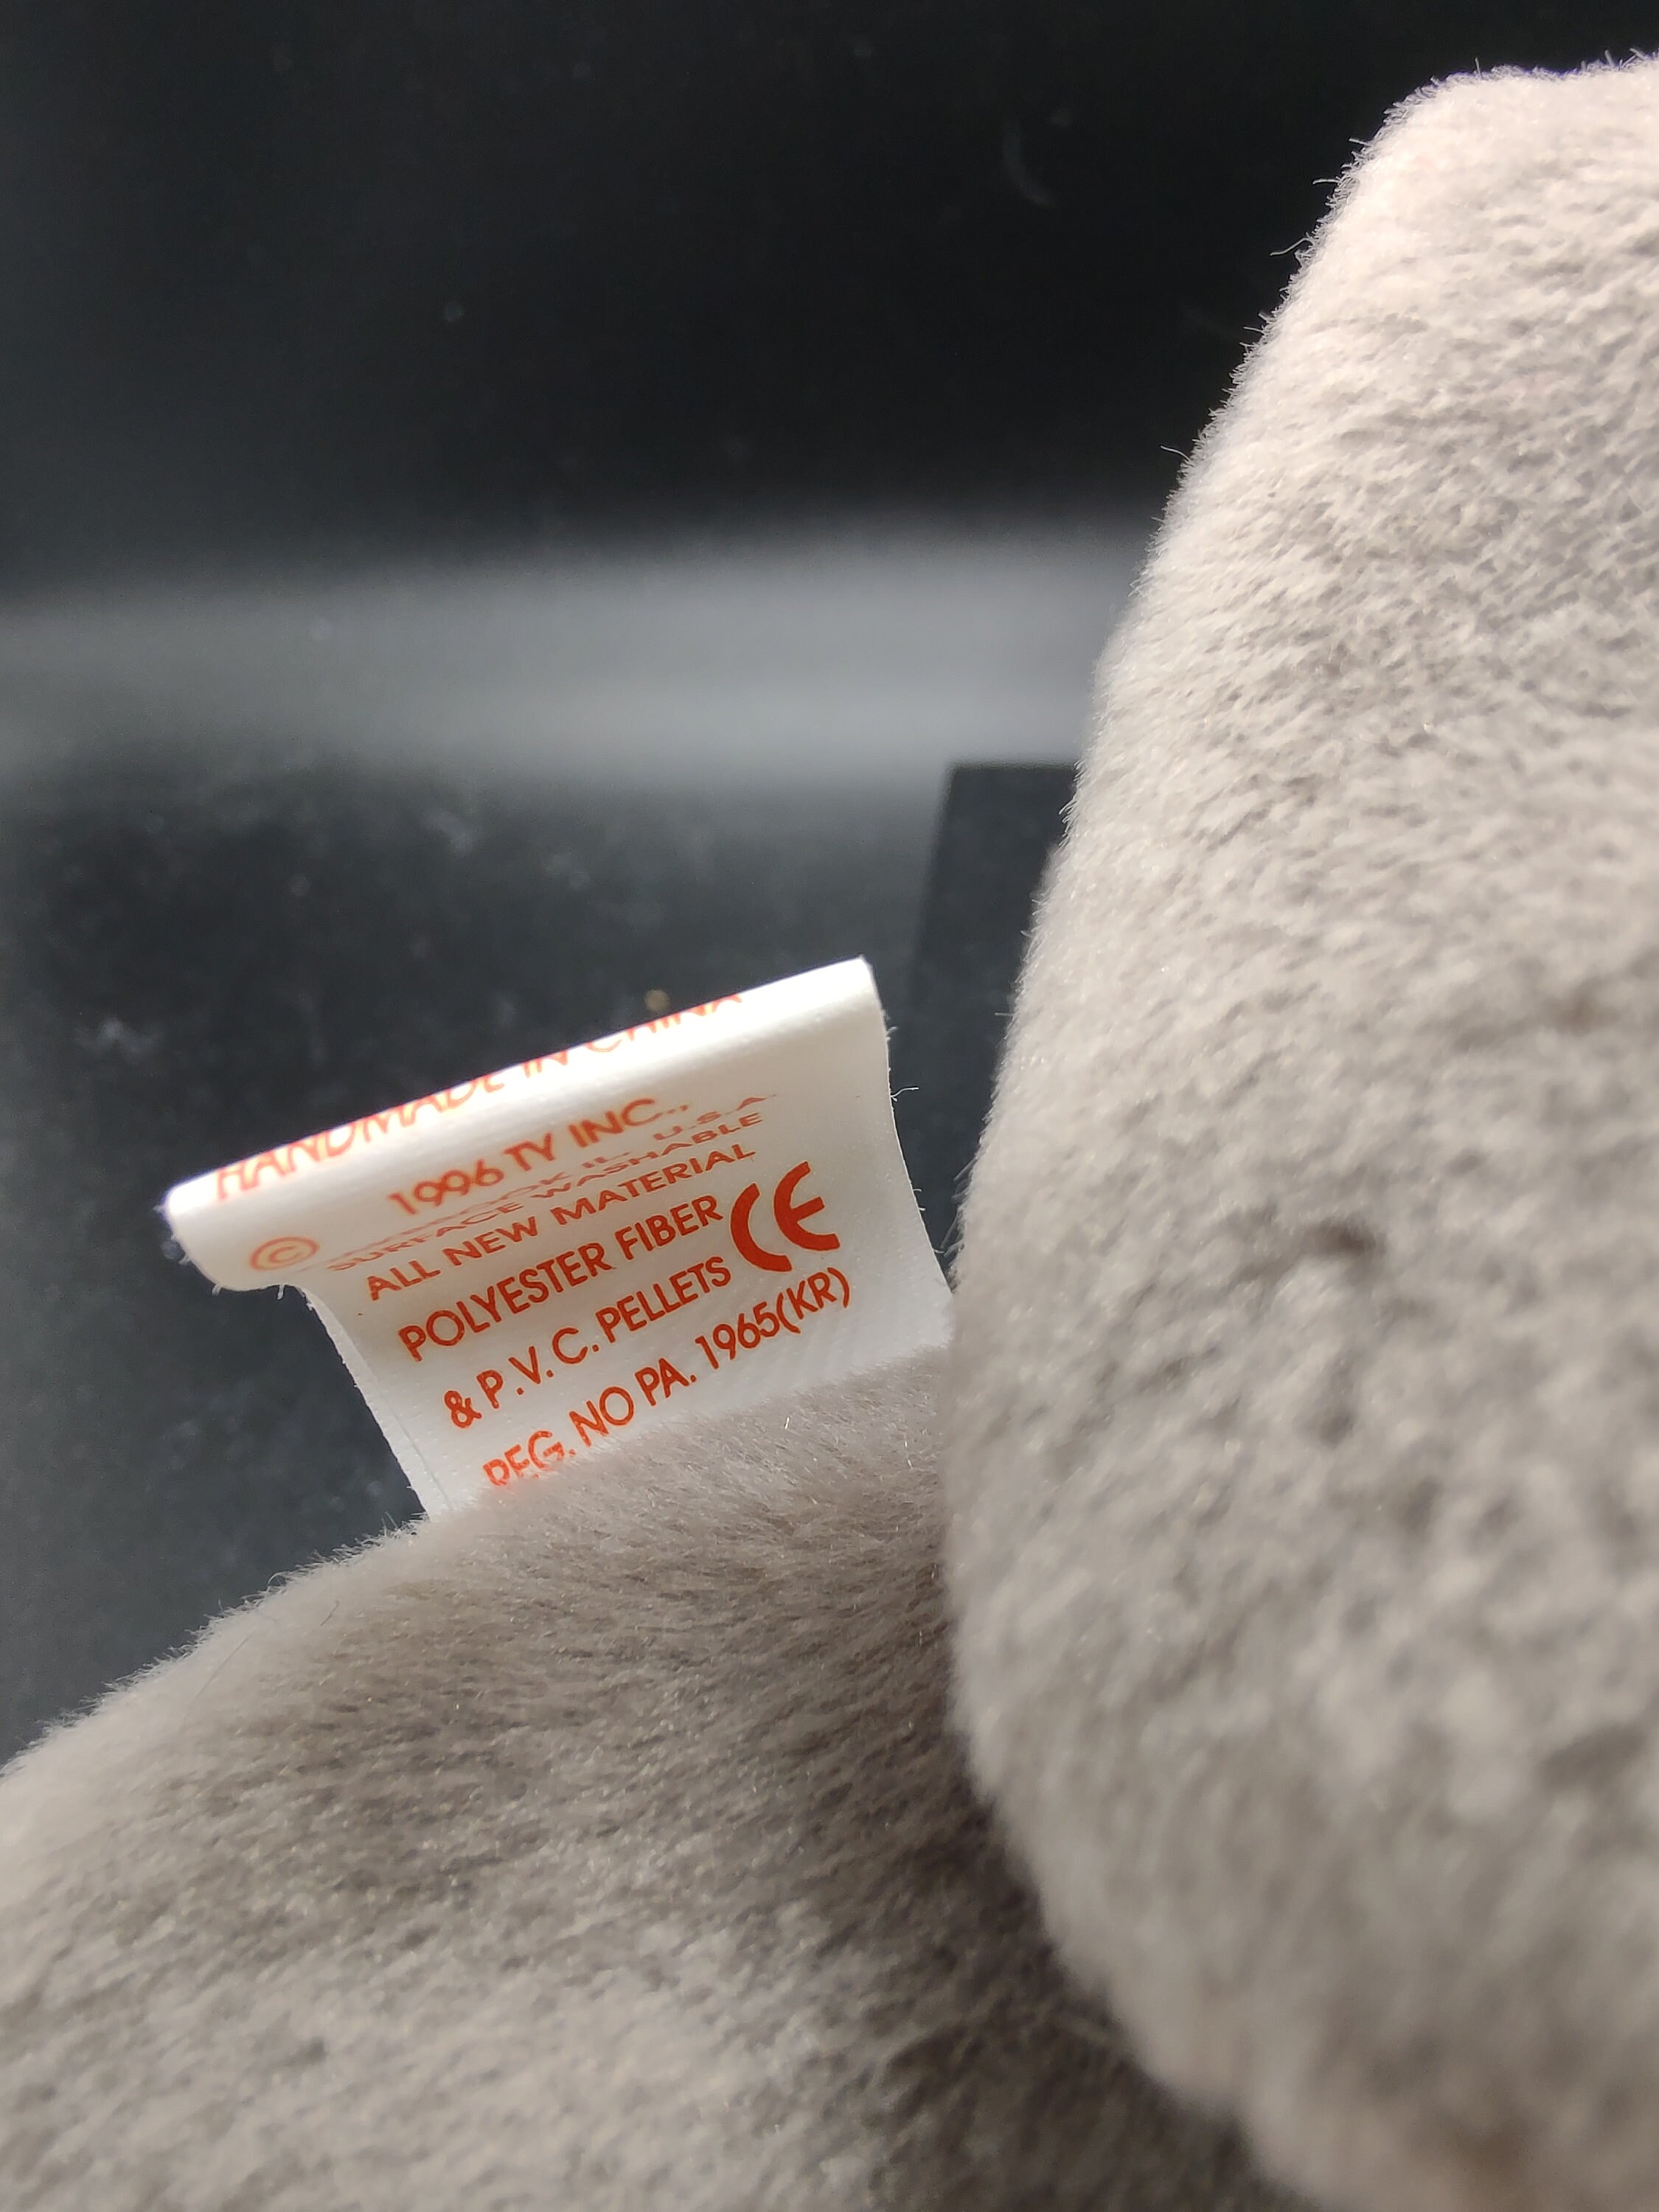 HANDMADE IN CHINA
© 1996 TY INC.,
U.S.A.
SURFACE WASHABLE
ALL NEW MATERIAL
POLYESTER FIBER
& P.V.C. PELLETS CE
REG. NO PA. 1965(KR)